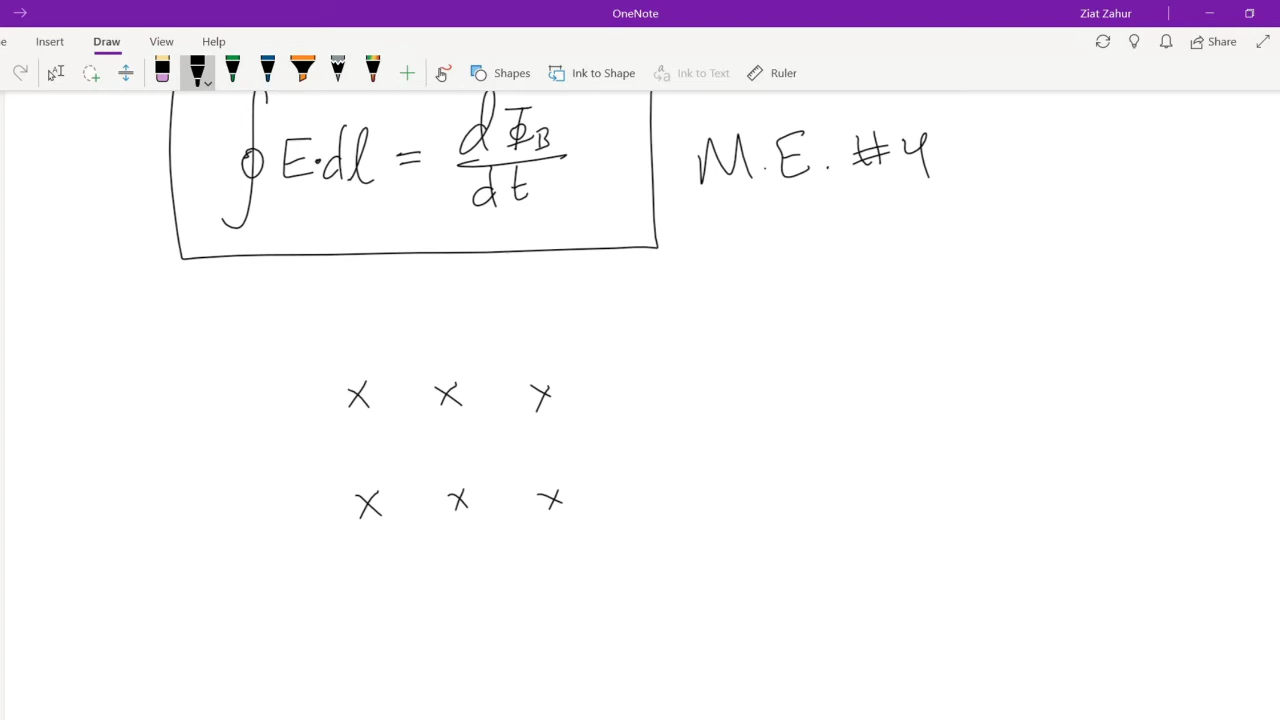 OneNote
Ziat Zahur
e Insert Draw View Help Share
Shapes Ink to Shape Ink to Text Ruler
∮ E·dl = dΦ_B/dt M.E. #4
x x x
x x x